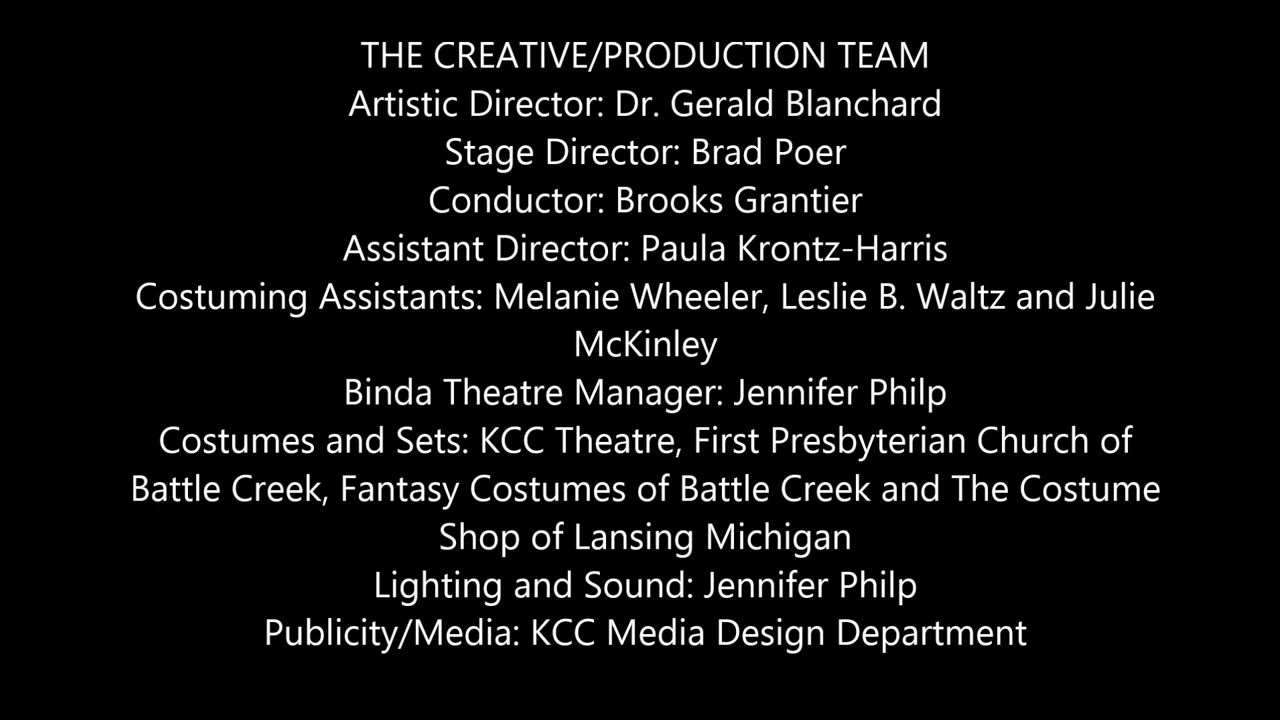 THE CREATIVE/PRODUCTION TEAM
Artistic Director: Dr. Gerald Blanchard
Stage Director: Brad Poer
Conductor: Brooks Grantier
Assistant Director: Paula Krontz-Harris
Costuming Assistants: Melanie Wheeler, Leslie B. Waltz and Julie
McKinley
Binda Theatre Manager: Jennifer Philp
Costumes and Sets: KCC Theatre, First Presbyterian Church of
Battle Creek, Fantasy Costumes of Battle Creek and The Costume
Shop of Lansing Michigan
Lighting and Sound: Jennifer Philp
Publicity/Media: KCC Media Design Department